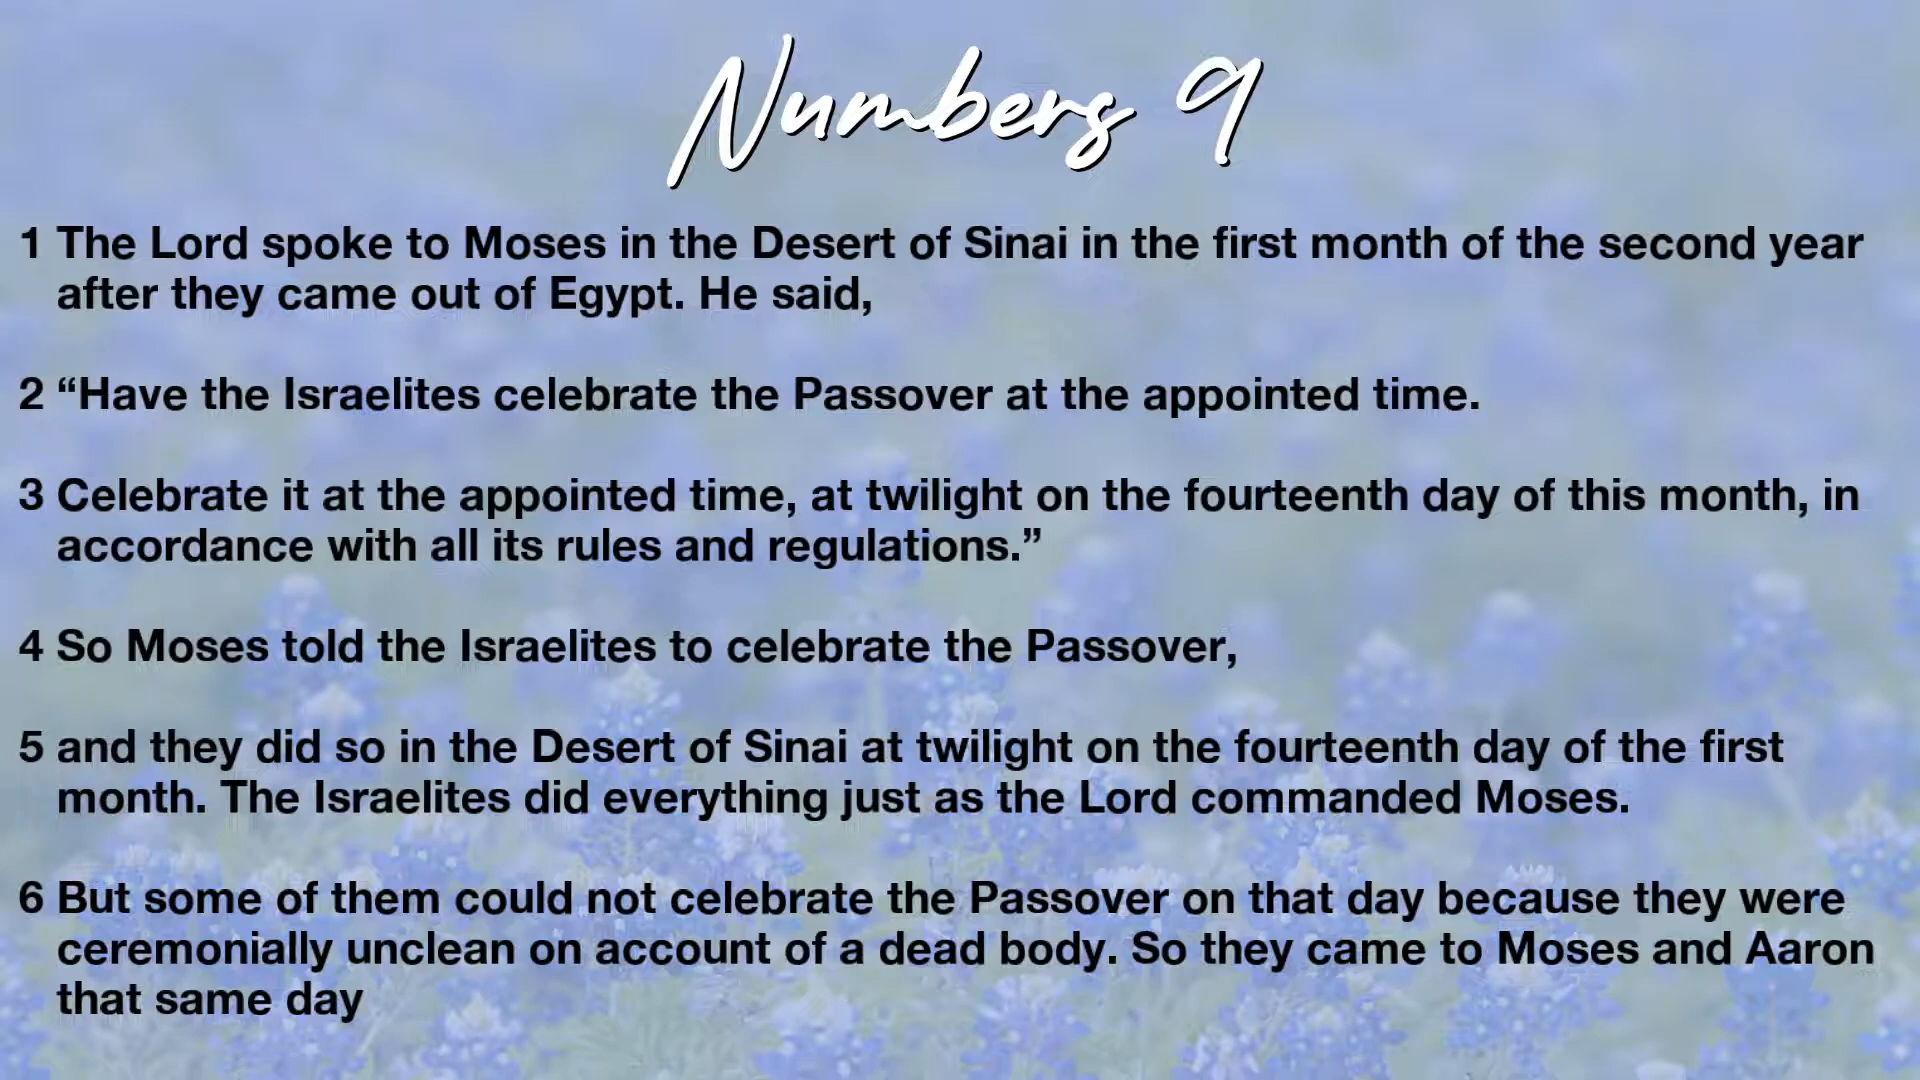 Numbers 9
1 The Lord spoke to Moses in the Desert of Sinai in the first month of the second year
after they came out of Egypt. He said,
2 “Have the Israelites celebrate the Passover at the appointed time.
3 Celebrate it at the appointed time, at twilight on the fourteenth day of this month, in
accordance with all its rules and regulations.”
4 So Moses told the Israelites to celebrate the Passover,
5 and they did so in the Desert of Sinai at twilight on the fourteenth day of the first
month. The Israelites did everything just as the Lord commanded Moses.
6 But some of them could not celebrate the Passover on that day because they were
ceremonially unclean on account of a dead body. So they came to Moses and Aaron
that same day